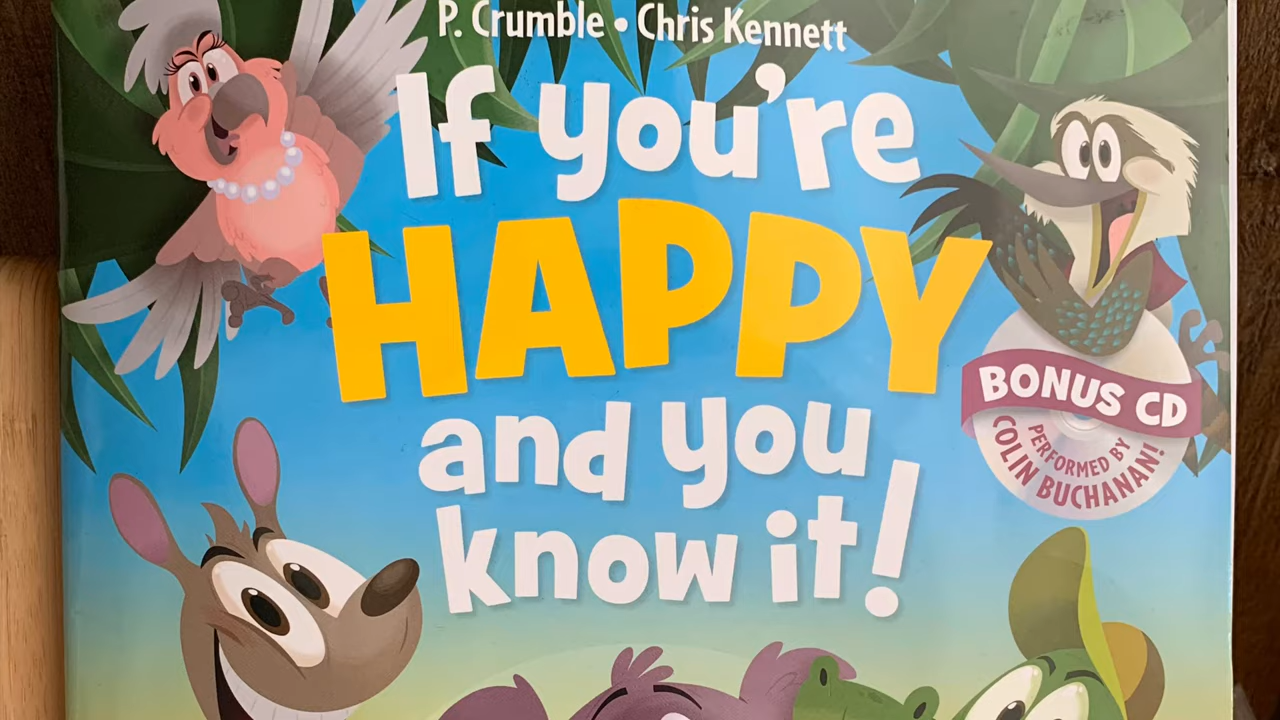 P. Crumble • Chris Kennett
If you're
HAPPY
and you
know it!
BONUS CD
PERFORMED BY
COLIN BUCHANAN!